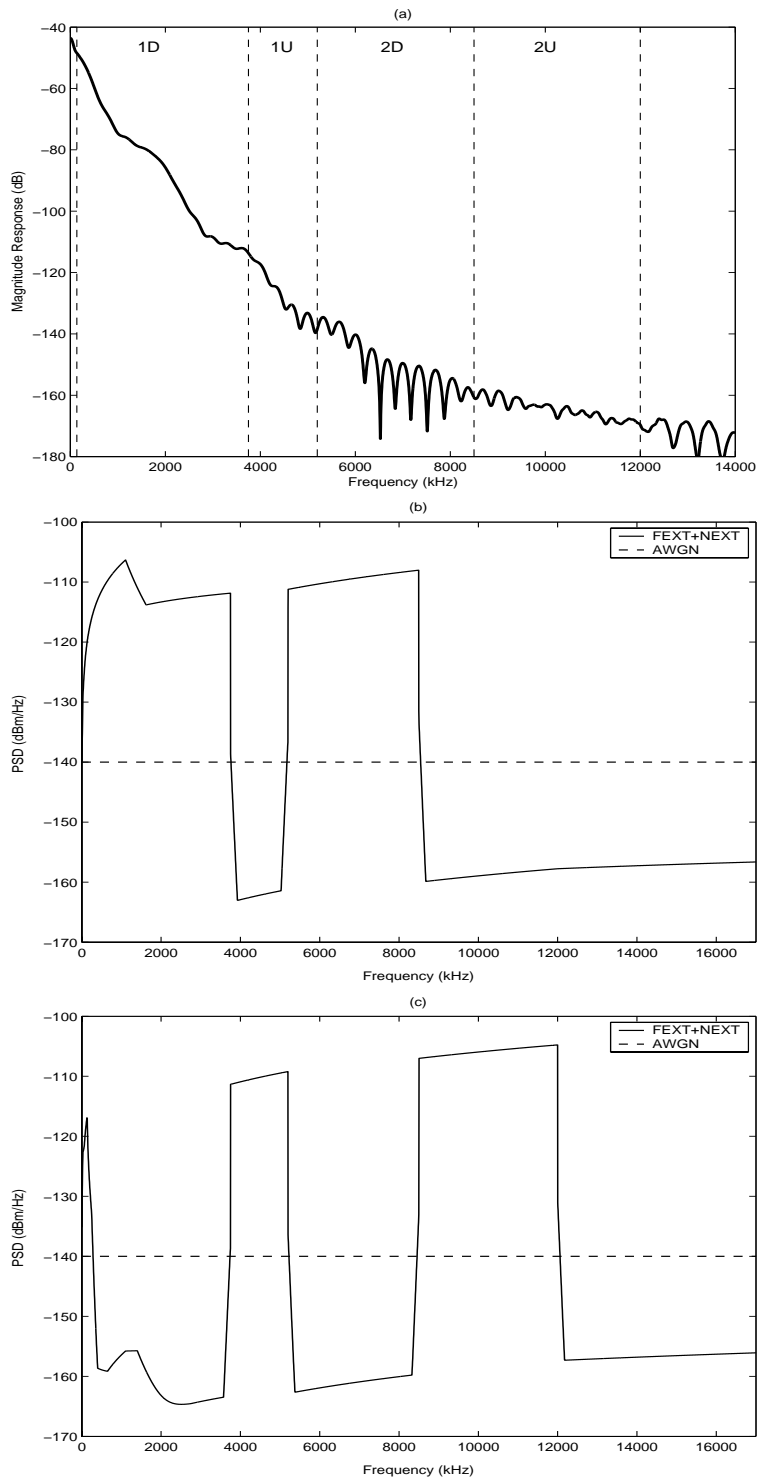 (a)
−40
−60
−80
−100
−120
−140
−160
−180
1D
1U
2D
2U
Magnitude Response (dB)
0
2000
4000
6000
8000
10000
12000
14000
Frequency (kHz)
(b)
−100
−110
−120
−130
−140
−150
−160
−170
FEXT+NEXT
AWGN
PSD (dBm/Hz)
0
2000
4000
6000
8000
10000
12000
14000
16000
Frequency (kHz)
(c)
−100
−110
−120
−130
−140
−150
−160
−170
FEXT+NEXT
AWGN
PSD (dBm/Hz)
0
2000
4000
6000
8000
10000
12000
14000
16000
Frequency (kHz)